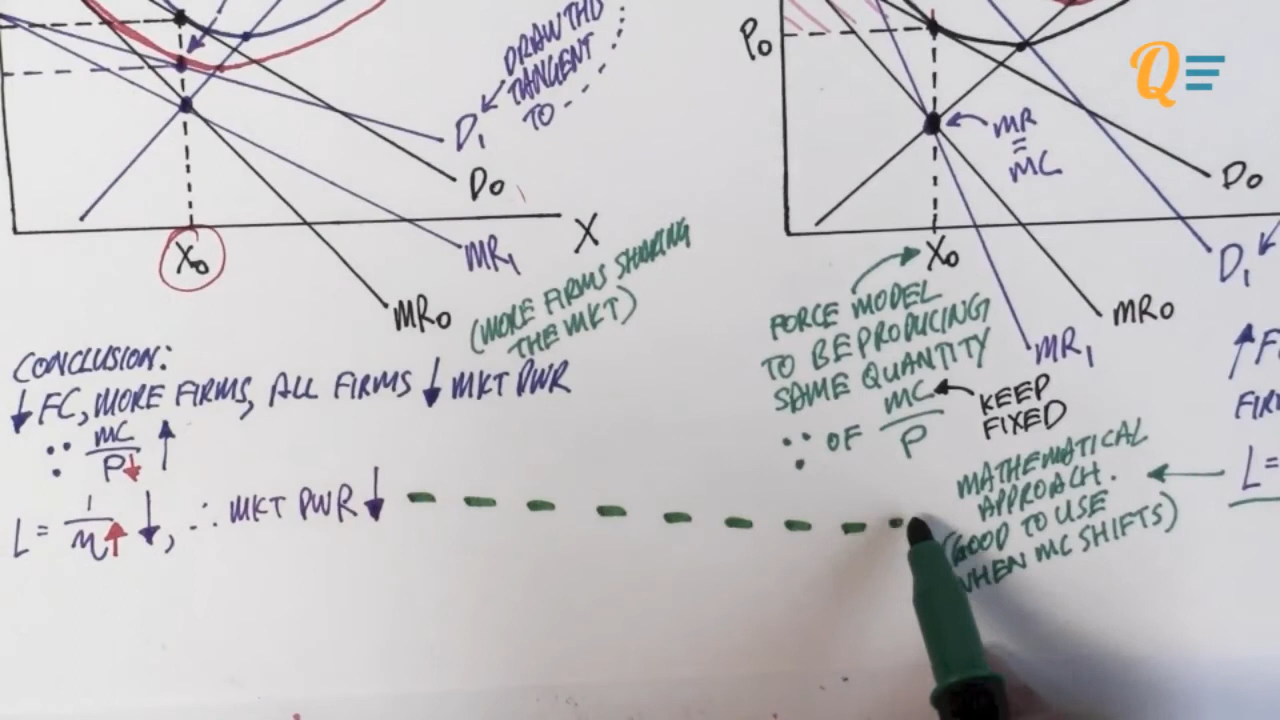 DRAW THIS
TANGENT
TO
D₁
D₀
X₀
X
MR₁
MR₀
(MORE FIRMS SHARING
THE MKT)
CONCLUSION:
↓ FC, MORE FIRMS, ALL FIRMS ↓ MKT PWR
∵ MC/P↓ ↑
L = 1/η↑ ↓, ∴ MKT PWR ↓
P₀
MR
=
MC
D₀
D₁
X₀
MR₀
MR₁
FORCE MODEL
TO BE PRODUCING
SAME QUANTITY
∵ OF MC/P
KEEP
FIXED
MATHEMATICAL
APPROACH.
(GOOD TO USE
WHEN MC SHIFTS)
L =
QE